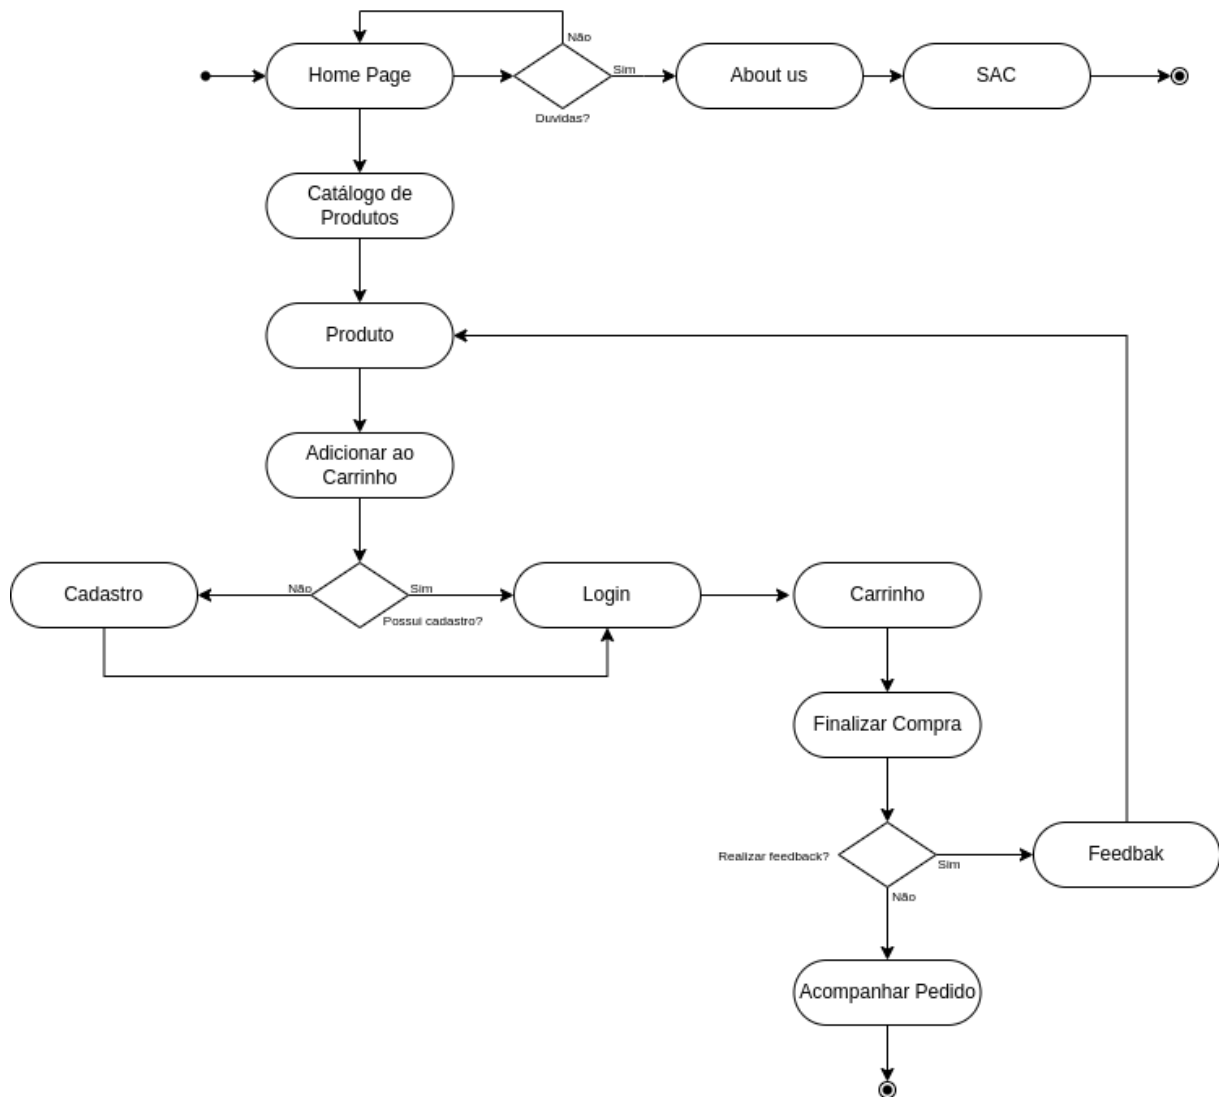 Não
Home Page
Sim
About us
SAC
Duvidas?
Catálogo de
Produtos
Produto
Adicionar ao
Carrinho
Cadastro
Não
Sim
Possui cadastro?
Login
Carrinho
Finalizar Compra
Realizar feedback?
Sim
Feedbak
Não
Acompanhar Pedido